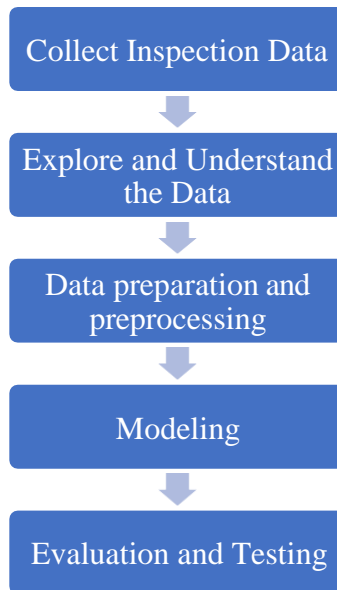 Collect Inspection Data
Explore and Understand
the Data
Data preparation and
preprocessing
Modeling
Evaluation and Testing